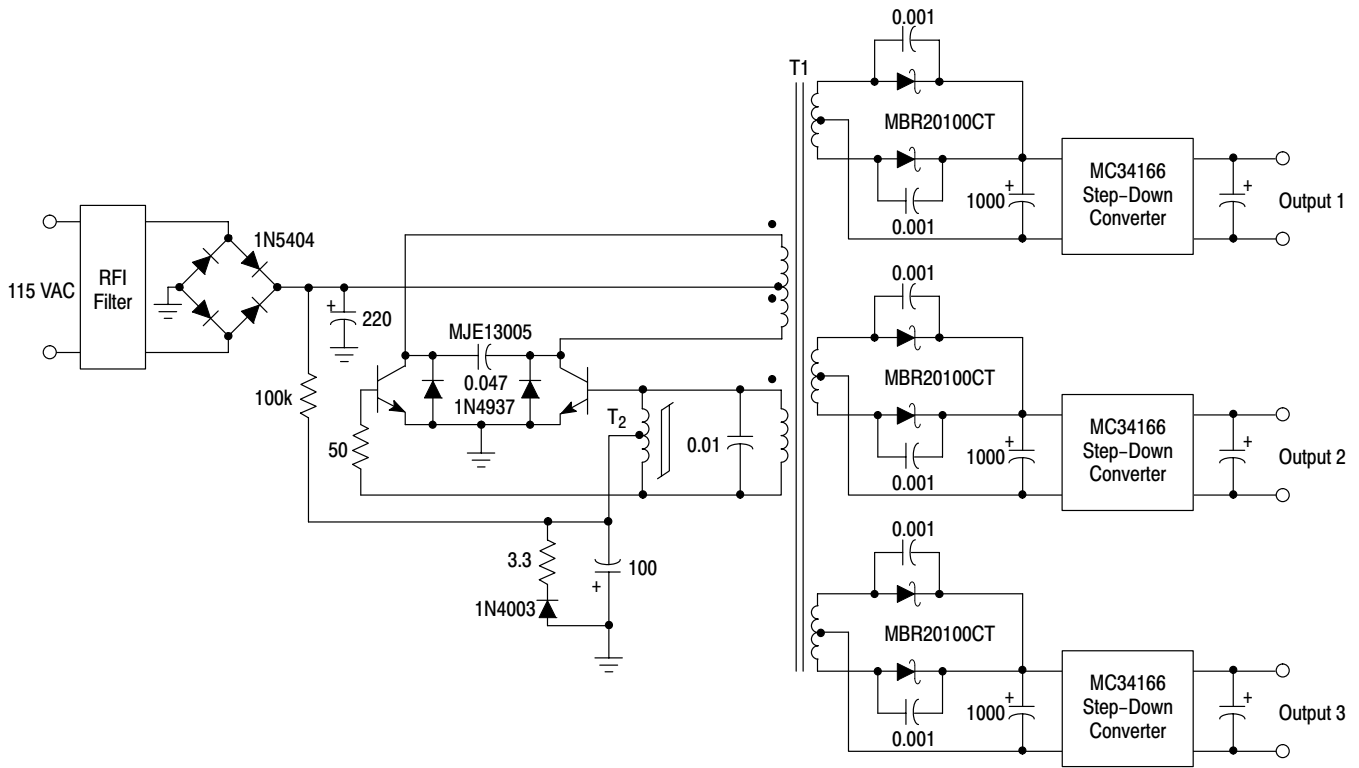 0.001
T1
MBR20100CT
MC34166
Step-Down
Converter
1000
+
+
Output 1
0.001
1N5404
RFI
Filter
115 VAC
+
220
MJE13005
0.047
1N4937
100k
50
T2
0.01
0.001
MBR20100CT
MC34166
Step-Down
Converter
1000
+
+
Output 2
0.001
3.3
1N4003
100
+
0.001
MBR20100CT
MC34166
Step-Down
Converter
1000
+
+
Output 3
0.001